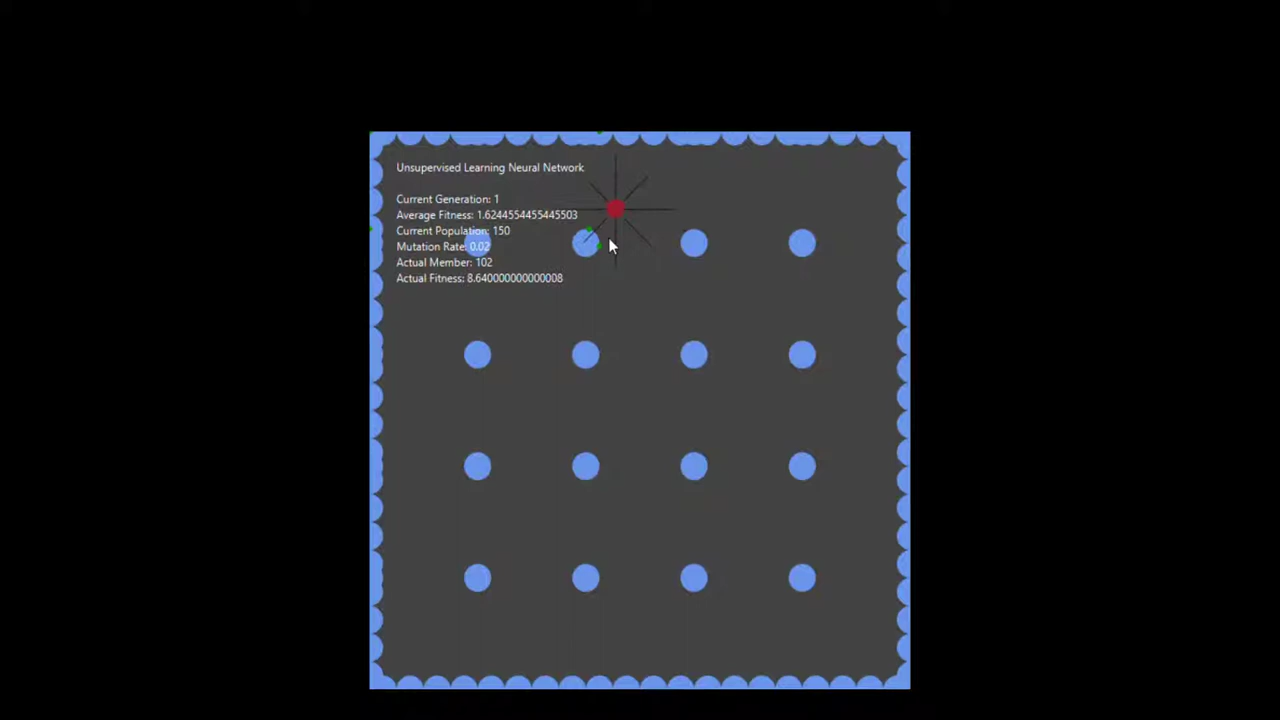 Unsupervised Learning Neural Network
Current Generation: 1
Average Fitness: 1.6244554455445503
Current Population: 150
Mutation Rate: 0.02
Actual Member: 102
Actual Fitness: 8.640000000000008